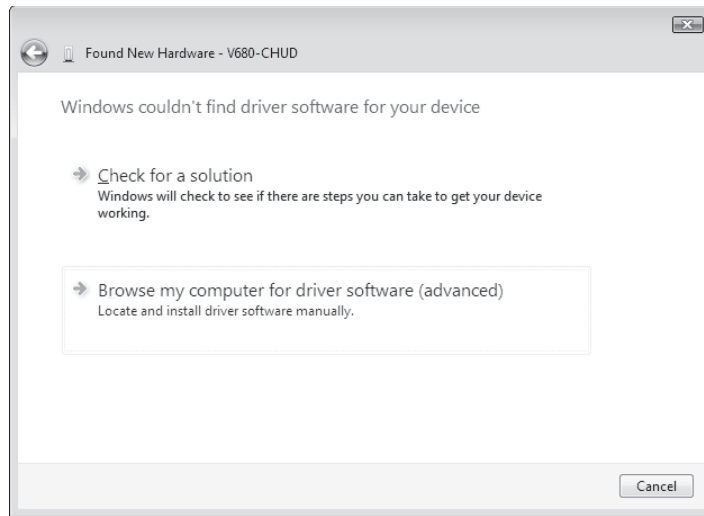 Found New Hardware - V680-CHUD
Windows couldn't find driver software for your device
Check for a solution
Windows will check to see if there are steps you can take to get your device
working.
Browse my computer for driver software (advanced)
Locate and install driver software manually.
Cancel